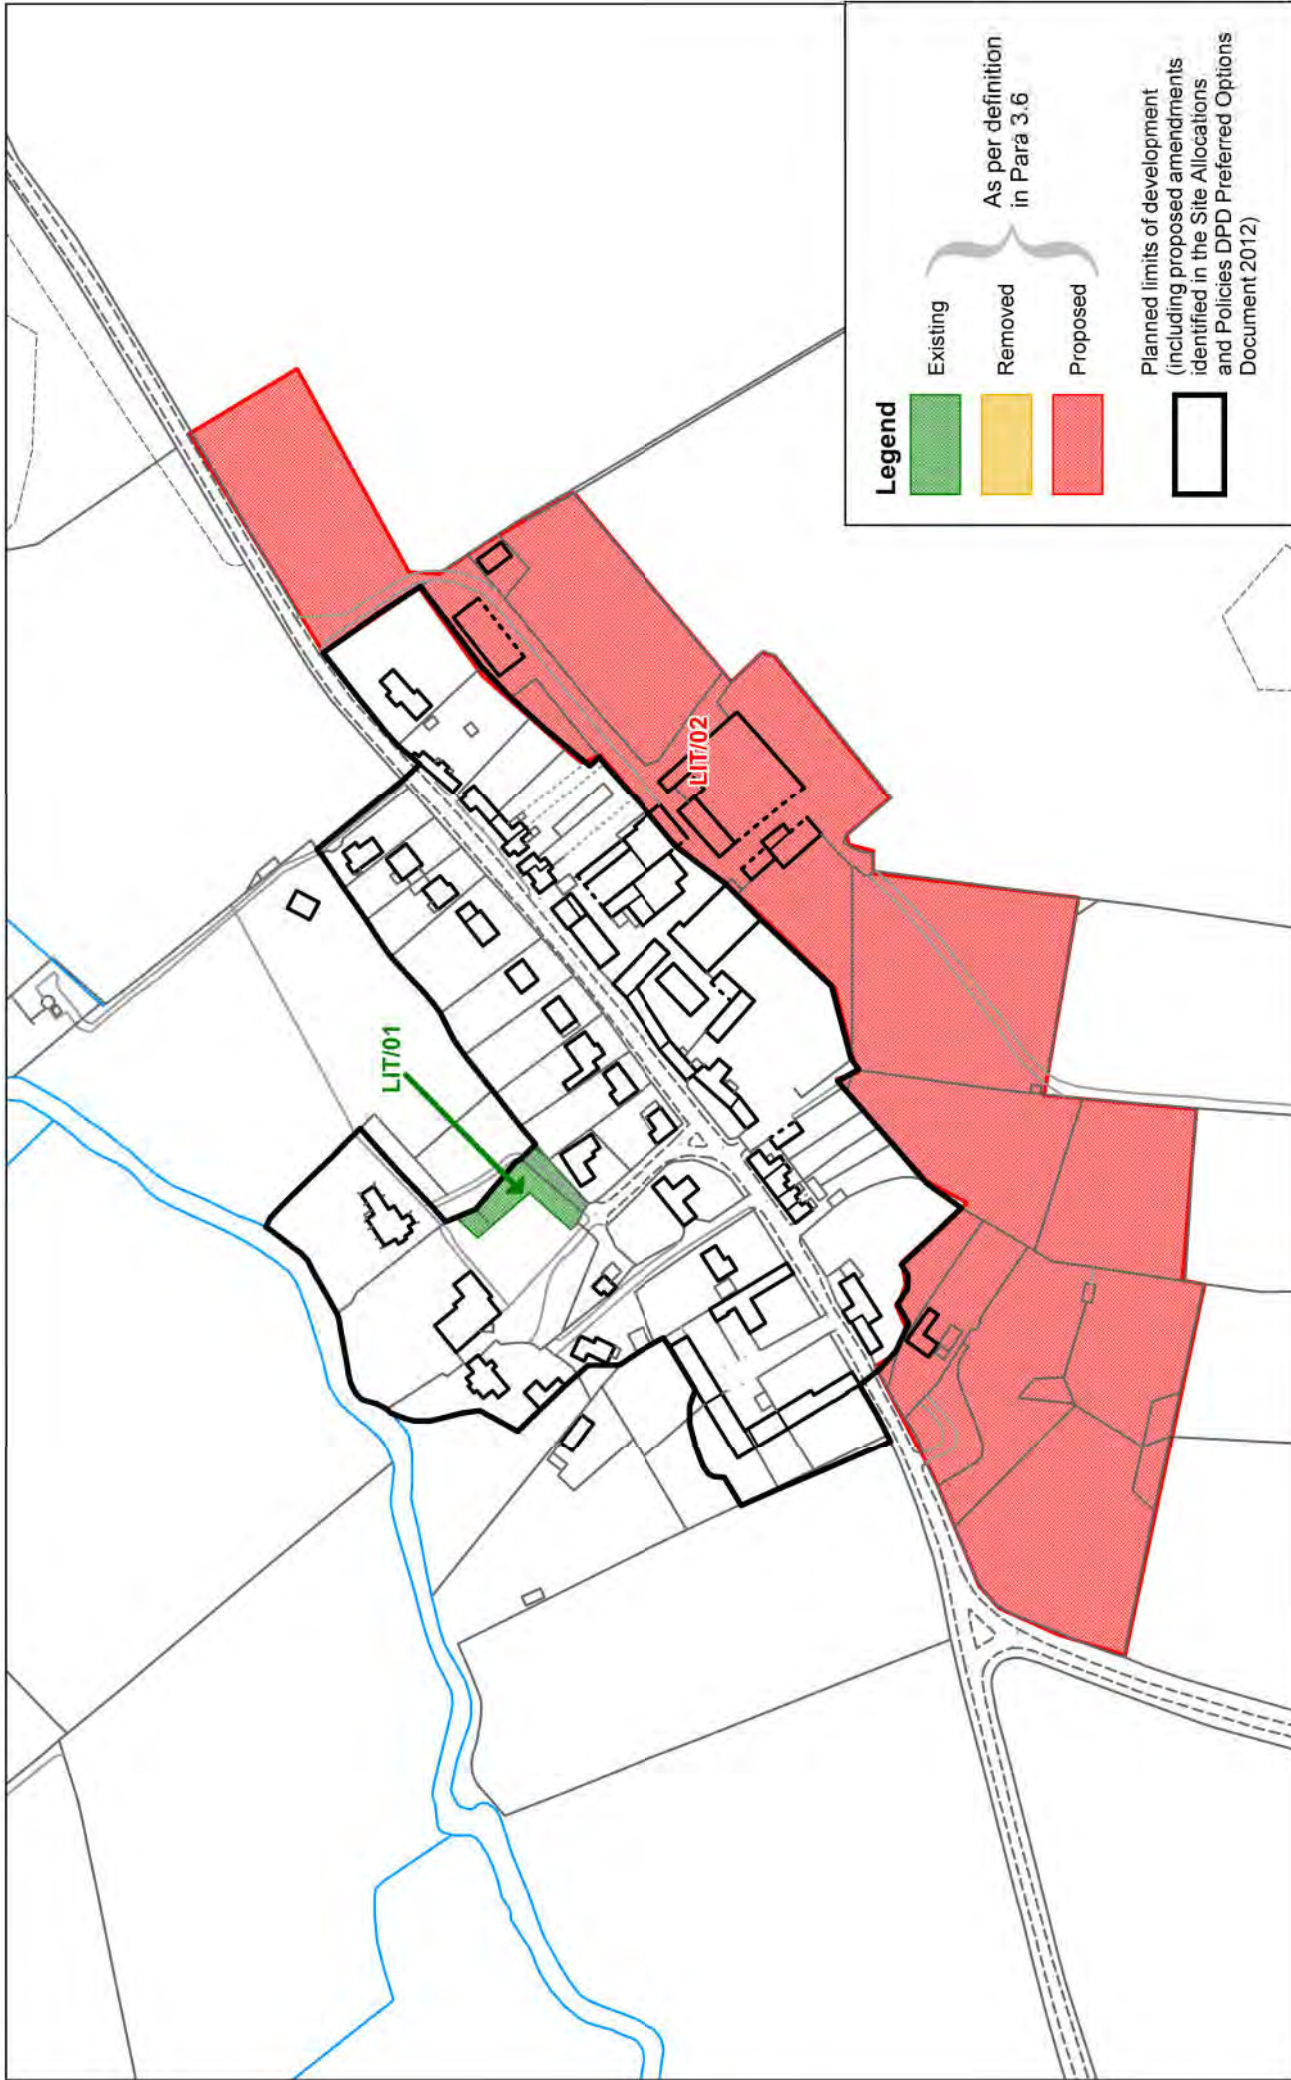 LIT/01
LIT/02
Legend
Existing
Removed
Proposed
As per definition
in Para 3.6
Planned limits of development
(including proposed amendments
identified in the Site Allocations
and Policies DPD Preferred Options
Document 2012)